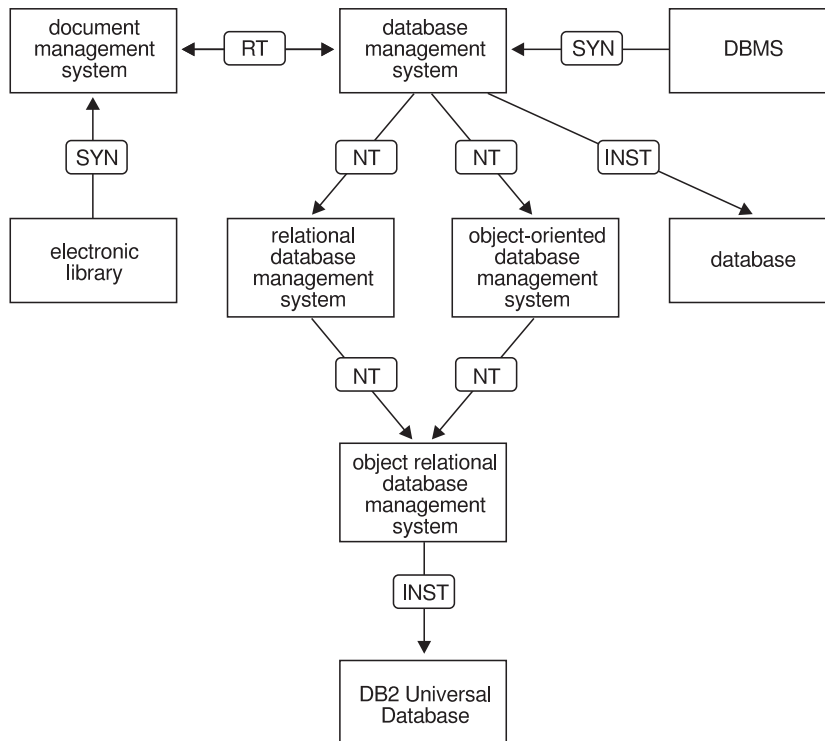 document
management
system
RT
database
management
system
SYN
DBMS
SYN
NT
NT
INST
electronic
library
relational
database
management
system
object-oriented
database
management
system
database
NT
NT
object relational
database
management
system
INST
DB2 Universal
Database